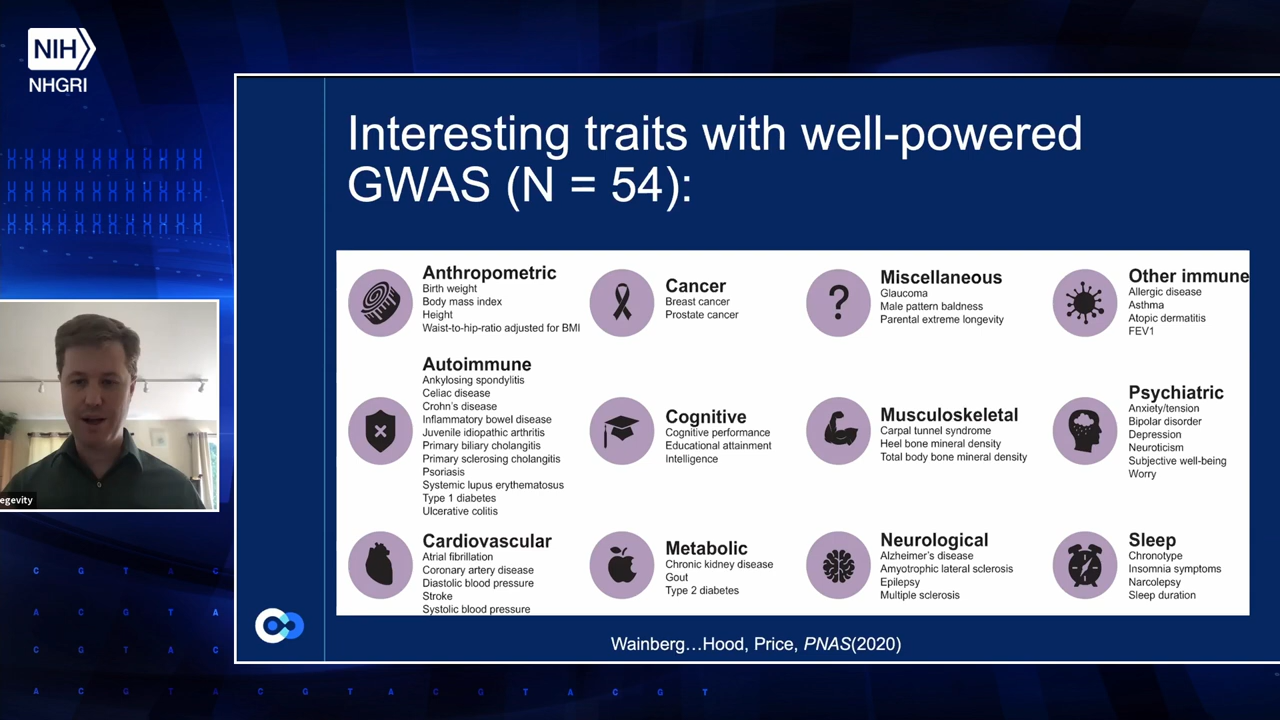 NIH
NHGRI
Interesting traits with well-powered
GWAS (N = 54):
Anthropometric
Birth weight
Body mass index
Height
Waist-to-hip-ratio adjusted for BMI
Cancer
Breast cancer
Prostate cancer
Miscellaneous
Glaucoma
Male pattern baldness
Parental extreme longevity
Other immune
Allergic disease
Asthma
Atopic dermatitis
FEV1
Autoimmune
Ankylosing spondylitis
Celiac disease
Crohn's disease
Inflammatory bowel disease
Juvenile idiopathic arthritis
Primary biliary cholangitis
Primary sclerosing cholangitis
Psoriasis
Systemic lupus erythematosus
Type 1 diabetes
Ulcerative colitis
Cognitive
Cognitive performance
Educational attainment
Intelligence
Musculoskeletal
Carpal tunnel syndrome
Heel bone mineral density
Total body bone mineral density
Psychiatric
Anxiety/tension
Bipolar disorder
Depression
Neuroticism
Subjective well-being
Worry
Cardiovascular
Atrial fibrillation
Coronary artery disease
Diastolic blood pressure
Stroke
Systolic blood pressure
Metabolic
Chronic kidney disease
Gout
Type 2 diabetes
Neurological
Alzheimer's disease
Amyotrophic lateral sclerosis
Epilepsy
Multiple sclerosis
Sleep
Chronotype
Insomnia symptoms
Narcolepsy
Sleep duration
egevity
Wainberg…Hood, Price, PNAS(2020)
C G T A C
A C G T A
C G T A C
A C G T A C G T A C G T A C G T